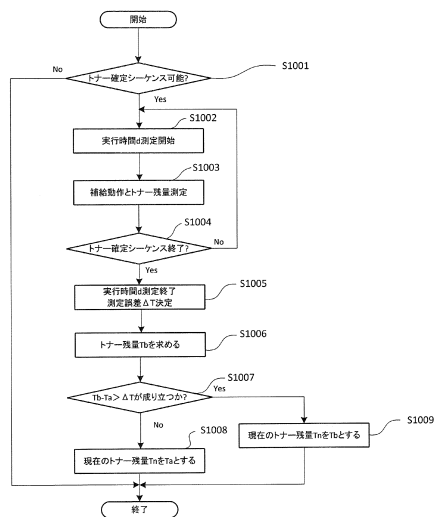 開始
No
トナー確定シーケンス可能?
S1001
Yes
S1002
実行時間d測定開始
S1003
補給動作とトナー残量測定
S1004
トナー確定シーケンス終了?
No
Yes
S1005
実行時間d測定終了
測定誤差ΔT決定
S1006
トナー残量Tbを求める
S1007
Tb-Ta>ΔTが成り立つか?
Yes
No
S1008
S1009
現在のトナー残量TnをTaとする
現在のトナー残量TnをTbとする
終了